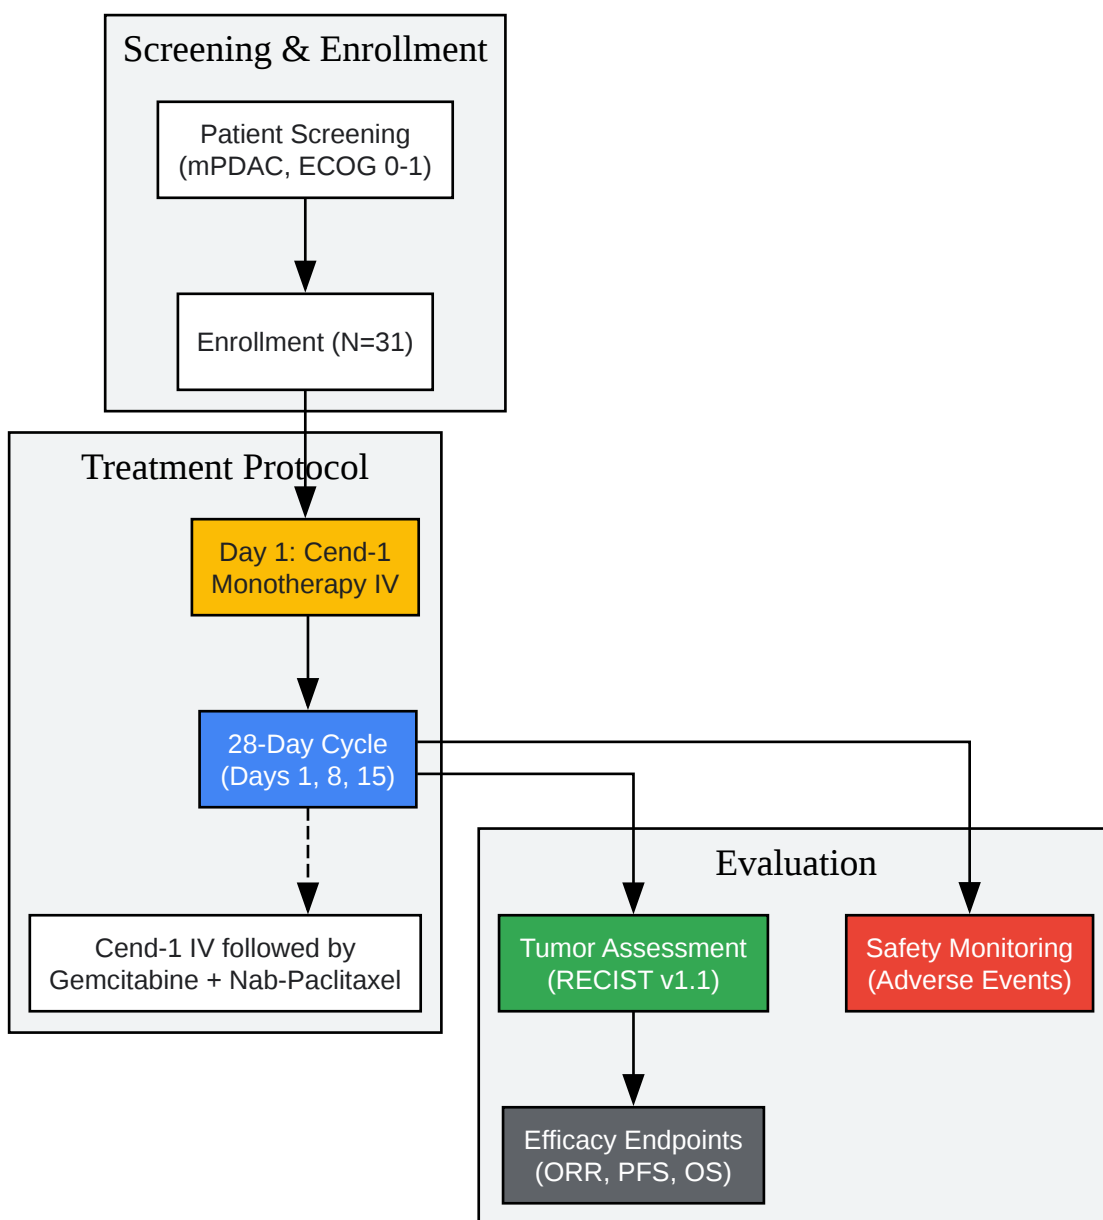 Screening & Enrollment
Patient Screening
(mPDAC, ECOG 0-1)
Enrollment (N=31)
Treatment Protocol
Day 1: Cend-1
Monotherapy IV
28-Day Cycle
(Days 1, 8, 15)
Cend-1 IV followed by
Gemcitabine + Nab-Paclitaxel
Evaluation
Tumor Assessment
(RECIST v1.1)
Safety Monitoring
(Adverse Events)
Efficacy Endpoints
(ORR, PFS, OS)